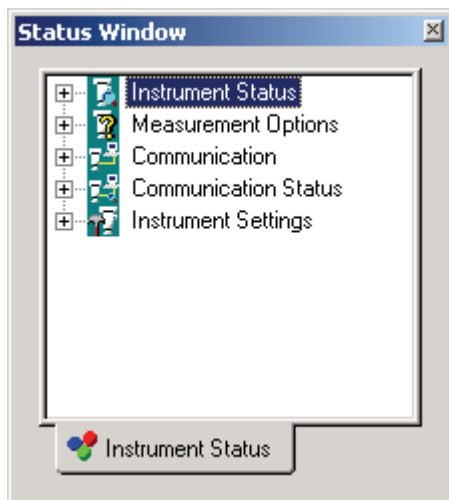 Status Window
Instrument Status
Measurement Options
Communication
Communication Status
Instrument Settings
Instrument Status